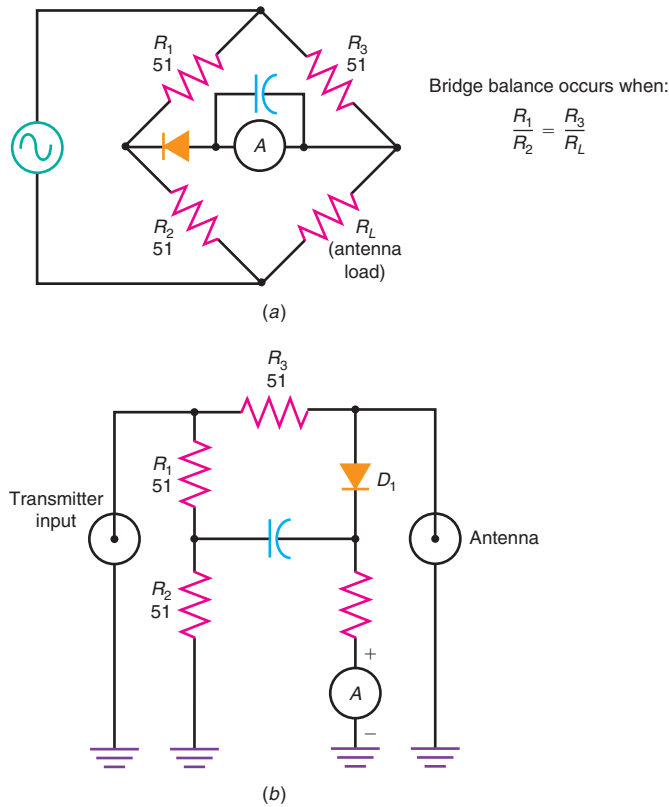 R1
51
R3
51
A
R2
51
RL
(antenna
load)
Bridge balance occurs when:
R1/R2 = R3/RL
(a)
R3
51
R1
51
D1
Transmitter
input
Antenna
R2
51
+
A
−
(b)